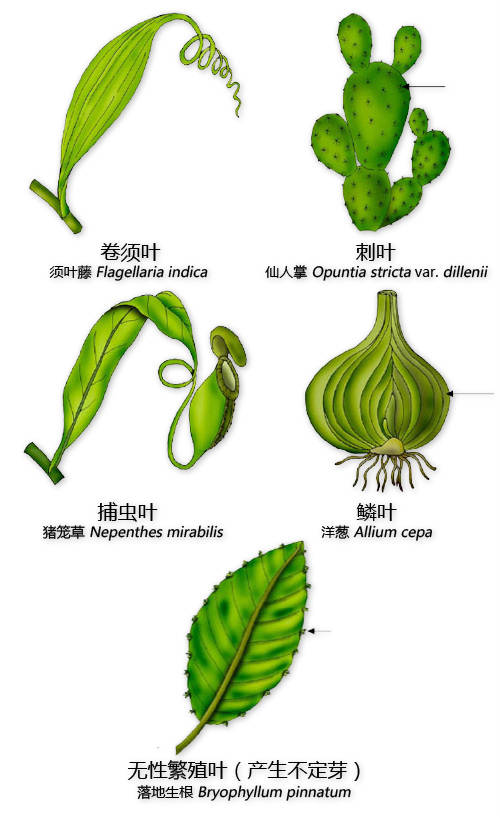 卷须叶
须叶藤 Flagellaria indica
刺叶
仙人掌 Opuntia stricta var. dillenii
捕虫叶
猪笼草 Nepenthes mirabilis
鳞叶
洋葱 Allium cepa
无性繁殖叶（产生不定芽）
落地生根 Bryophyllum pinnatum